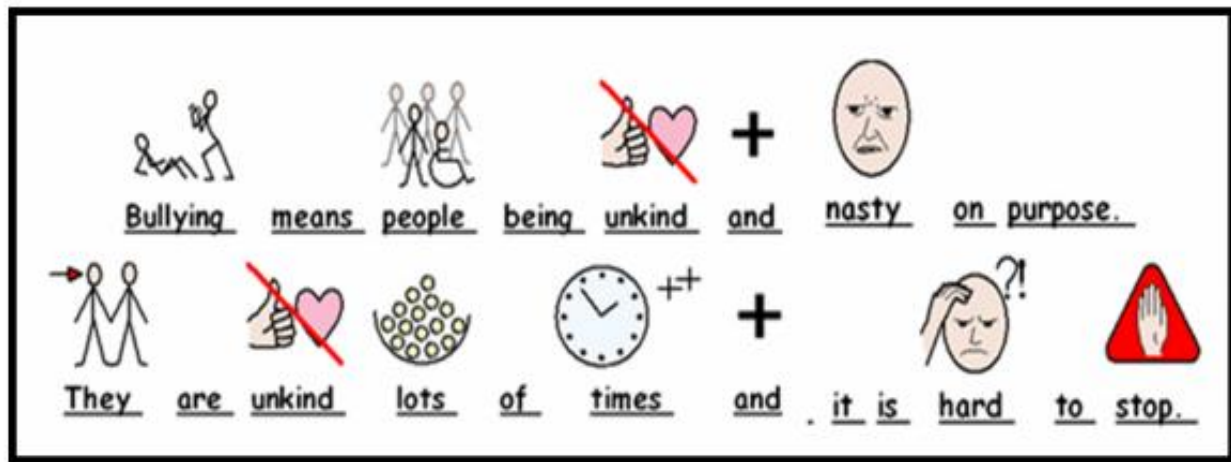 Bullying means people being unkind and nasty on purpose.
They are unkind lots of times and . it is hard to stop.